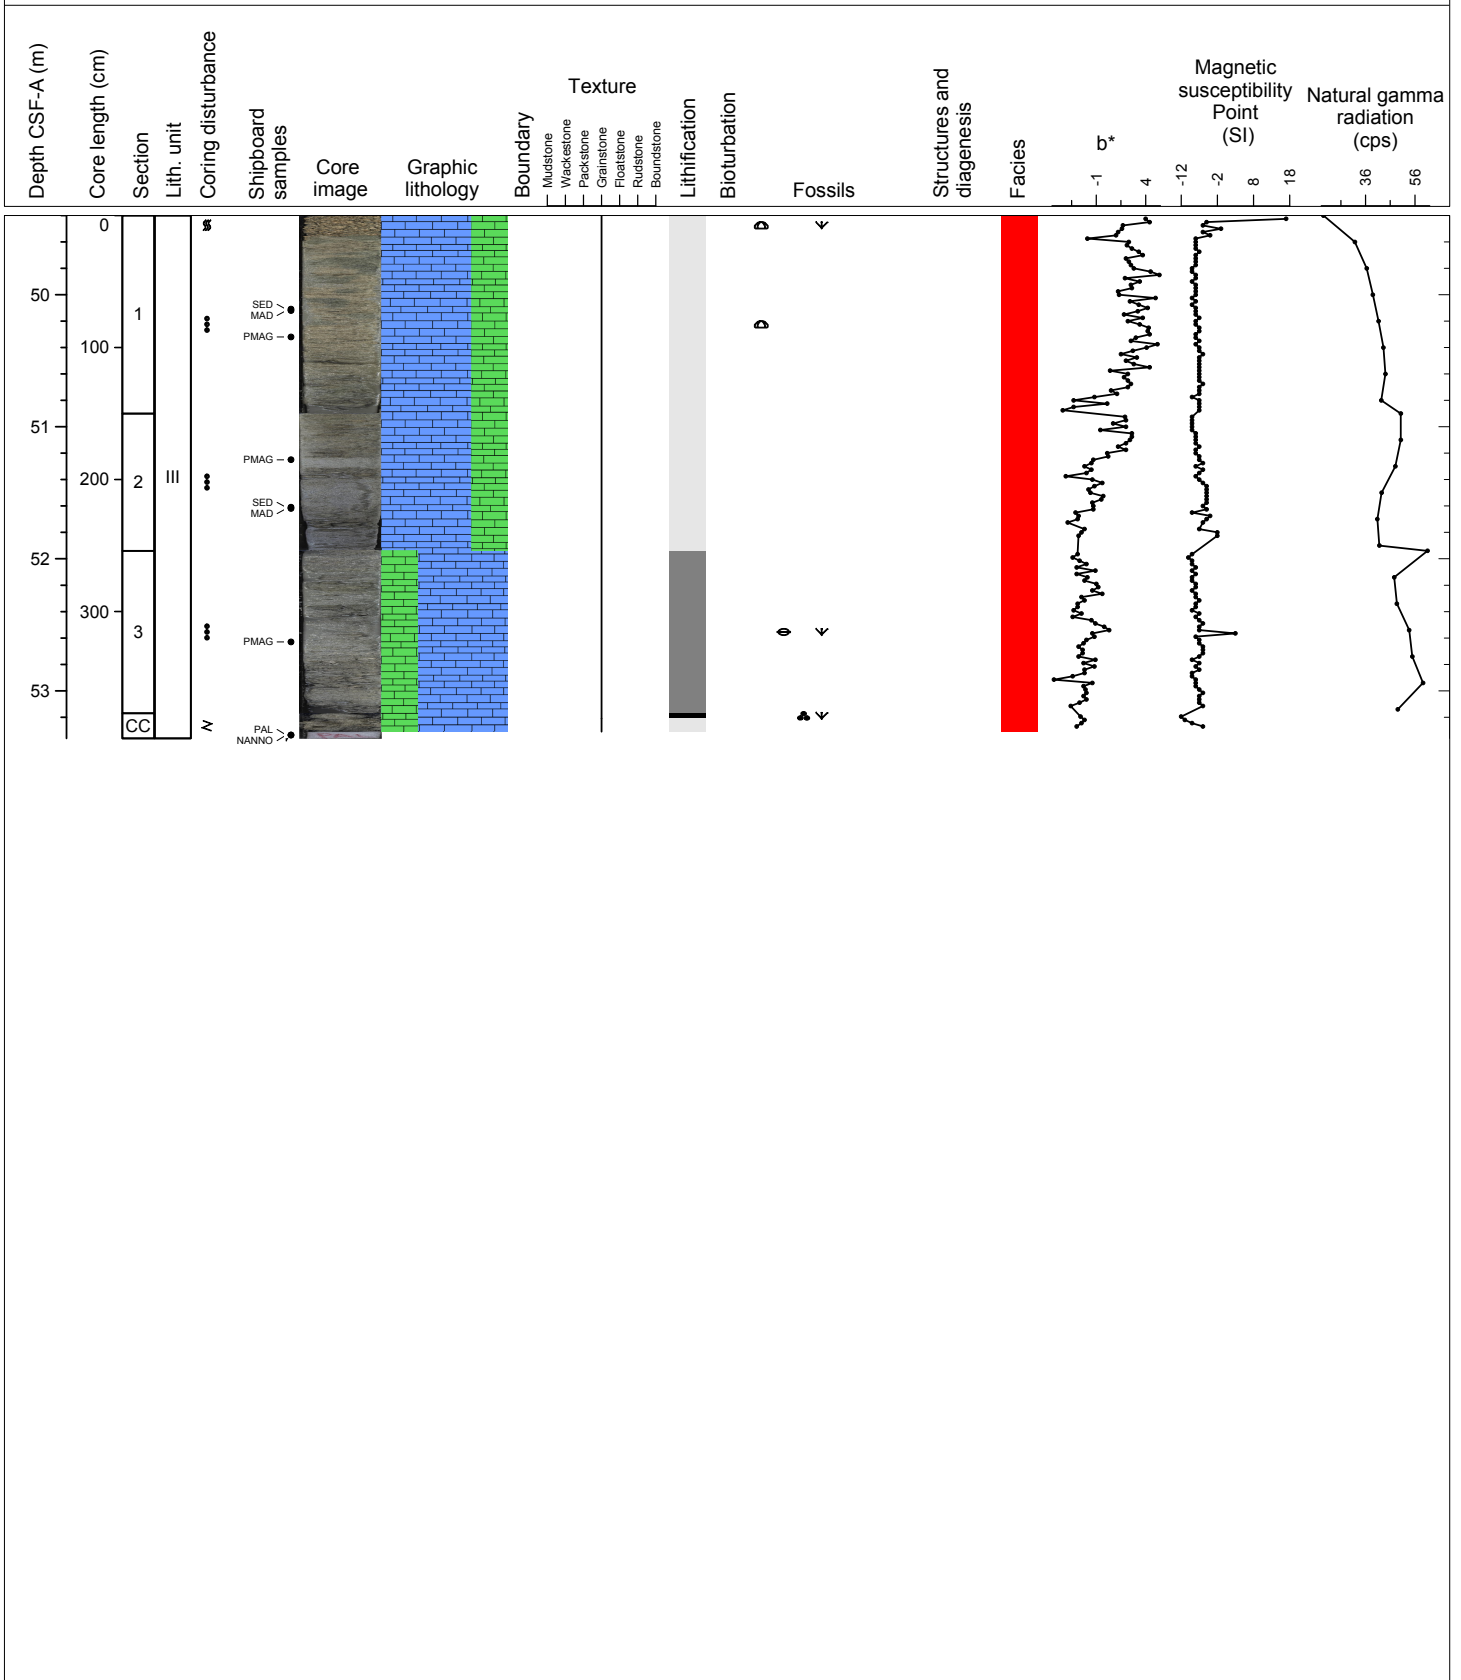 Depth CSF-A (m)
Core length (cm)
Section
Lith. unit
Coring disturbance
Shipboard
samples
Core
image
Graphic
lithology
Boundary
Texture
Mudstone
Wackestone
Packstone
Grainstone
Floatstone
Rudstone
Boundstone
Lithification
Bioturbation
Fossils
Structures and
diagenesis
Facies
b*
-1
4
Magnetic
susceptibility
Point
(SI)
-12
-2
8
18
Natural gamma
radiation
(cps)
36
56
0
SED
50
1
MAD
PMAG
100
51
PMAG
200
2
III
SED
MAD
52
300
3
PMAG
53
CC
PAL
NANNO